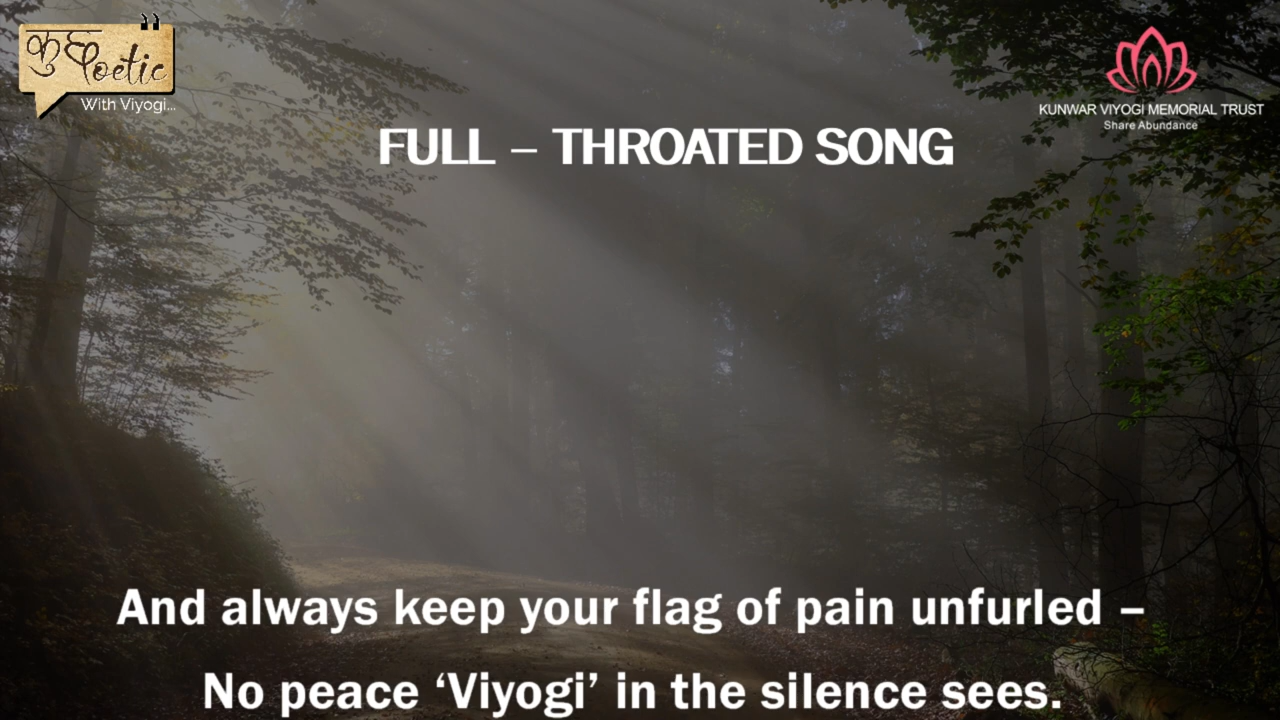 कुछ Poetic
With Viyogi...
KUNWAR VIYOGI MEMORIAL TRUST
Share Abundance
FULL – THROATED SONG
And always keep your flag of pain unfurled –
No peace ‘Viyogi’ in the silence sees.